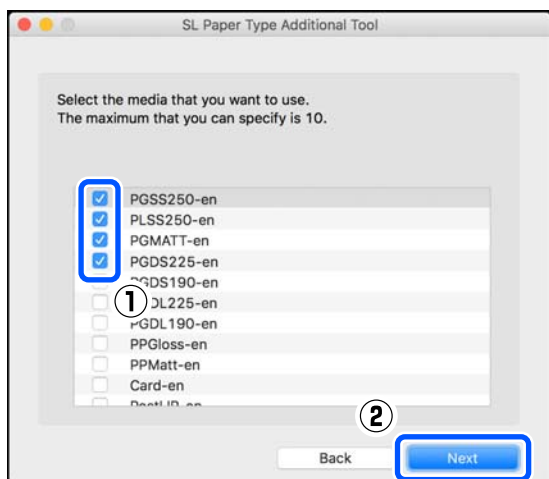 SL Paper Type Additional Tool
Select the media that you want to use.
The maximum that you can specify is 10.
PGSS250-en
PLSS250-en
PGMATT-en
PGDS225-en
PGDS190-en
①
DL225-en
PGDL190-en
PPGloss-en
PPMatt-en
Card-en
②
Back
Next